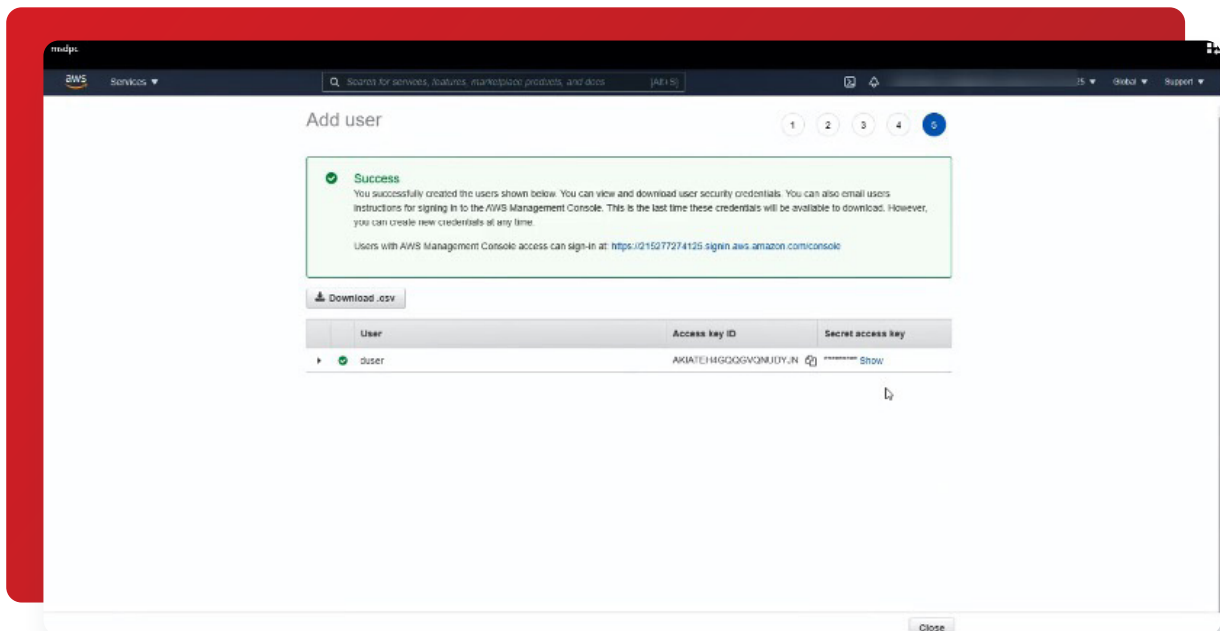 aws
Services
Search for services, features, marketplace products, and docs [Alt+S]
Global
Support
Add user
1 2 3 4 5
Success
You successfully created the users shown below. You can view and download user security credentials. You can also email users
instructions for signing in to the AWS Management Console. This is the last time these credentials will be available to download. However,
you can create new credentials at any time.
Users with AWS Management Console access can sign-in at: https://215277274125.signin.aws.amazon.com/console
Download .csv
User Access key ID Secret access key
duser ********* Show
Close